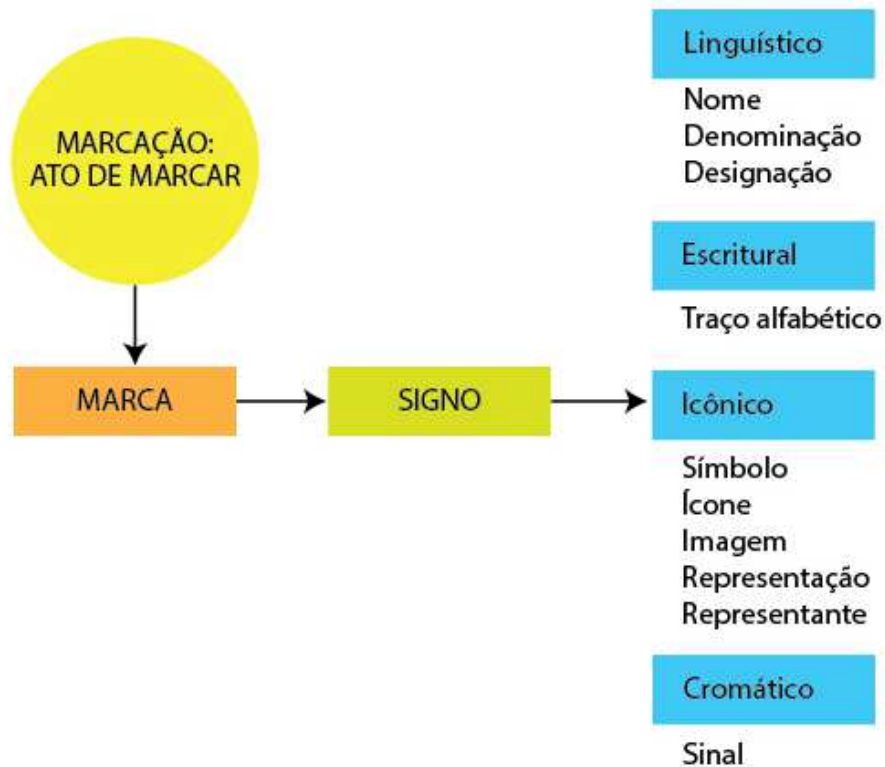 MARCAÇÃO:
ATO DE MARCAR
MARCA
SIGNO
Linguístico
Nome
Denominação
Designação
Escritural
Traço alfabético
Icônico
Símbolo
Ícone
Imagem
Representação
Representante
Cromático
Sinal